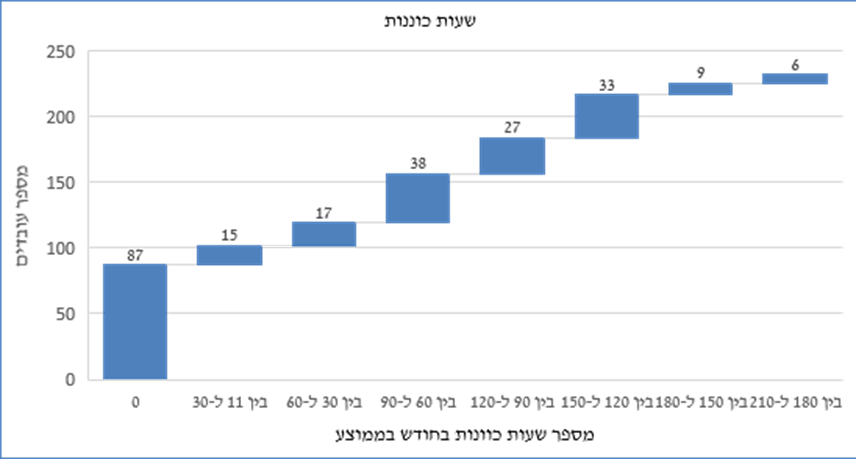 שעות כוננות
250
200
150
100
50
0
מספר עובדים
87
15
17
38
27
33
9
6
0
בין 11 ל-30
בין 30 ל-60
בין 60 ל-90
בין 90 ל-120
בין 120 ל-150
בין 150 ל-180
בין 180 ל-210
מספר שעות כוונות בחודש בממוצע